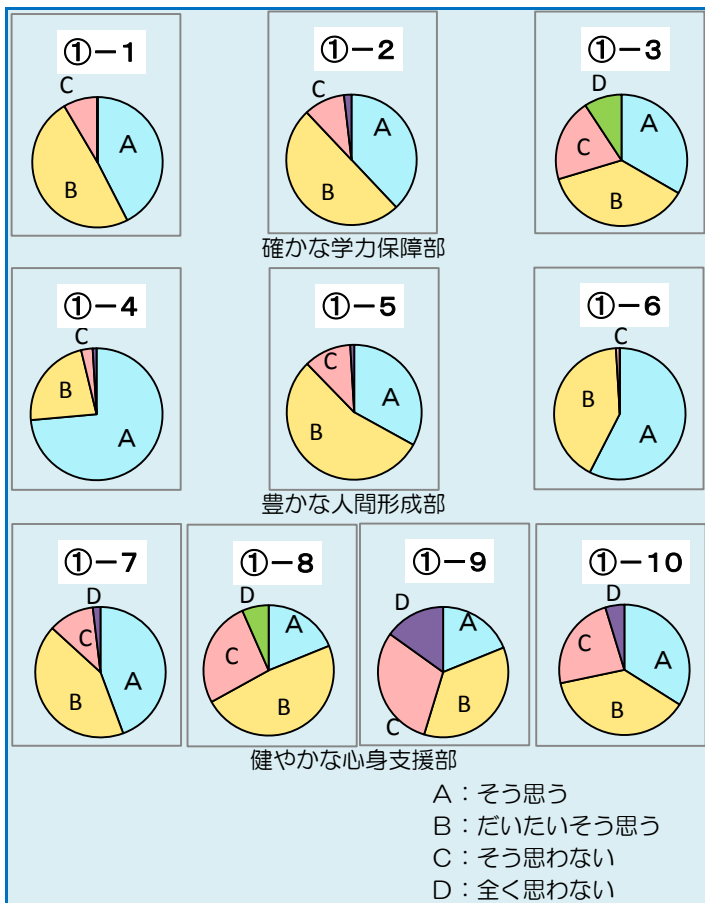 ①－1
C
A
B
①－2
C
A
B
①－3
D
A
C
B
確かな学力保障部
①－4
C
B
A
①－5
C
A
B
①－6
C
B
A
豊かな人間形成部
①－7
D
C
A
B
①－8
D
A
C
B
①－9
D
A
B
C
①－10
D
C
A
B
健やかな心身支援部
A：そう思う
B：だいたいそう思う
C：そう思わない
D：全く思わない